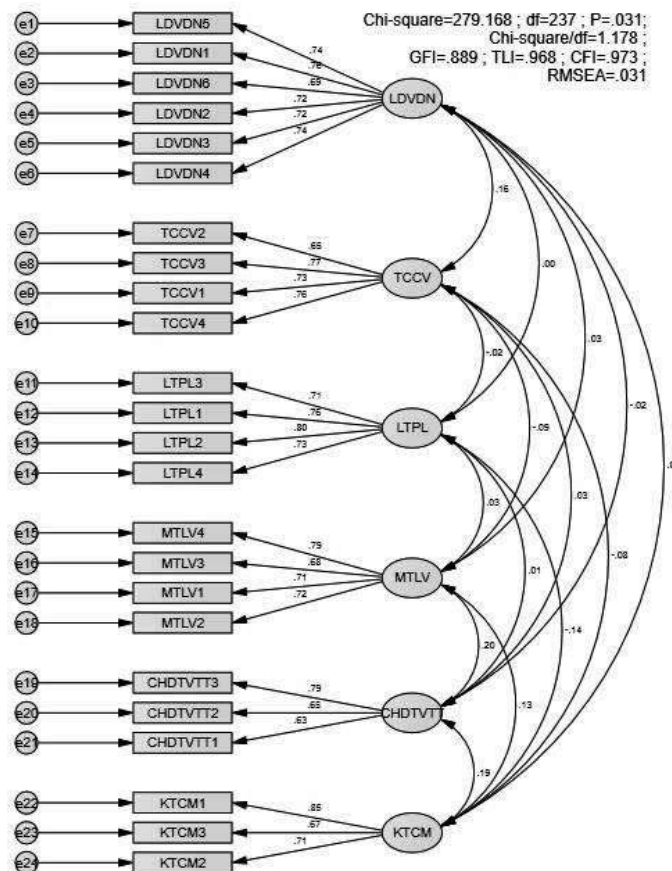 Chi-square=279.168 ; df=237 ; P=.031;
Chi-square/df=1.178 ;
GFI=.889 ; TLI=.968 ; CFI=.973 ;
RMSEA=.031
e1 LDVDN5 .74
e2 LDVDN1 .76
e3 LDVDN6 .69
e4 LDVDN2 .72
e5 LDVDN3 .72
e6 LDVDN4 .74
LDVDN
.16
e7 TCCV2 .65
e8 TCCV3 .77
e9 TCCV1 .73
e10 TCCV4 .76
TCCV
.00
.03
-.02
-.02
e11 LTPL3 .71
e12 LTPL1 .76
e13 LTPL2 .80
e14 LTPL4 .73
LTPL
-.09
.03
.03
-.08
e15 MTLV4 .79
e16 MTLV3 .68
e17 MTLV1 .71
e18 MTLV2 .72
MTLV
.01
-.14
.20
.13
e19 CHDTVTT3 .79
e20 CHDTVTT2 .65
e21 CHDTVTT1 .63
CHDTVTT
.19
e22 KTCM1 .85
e23 KTCM3 .67
e24 KTCM2 .71
KTCM